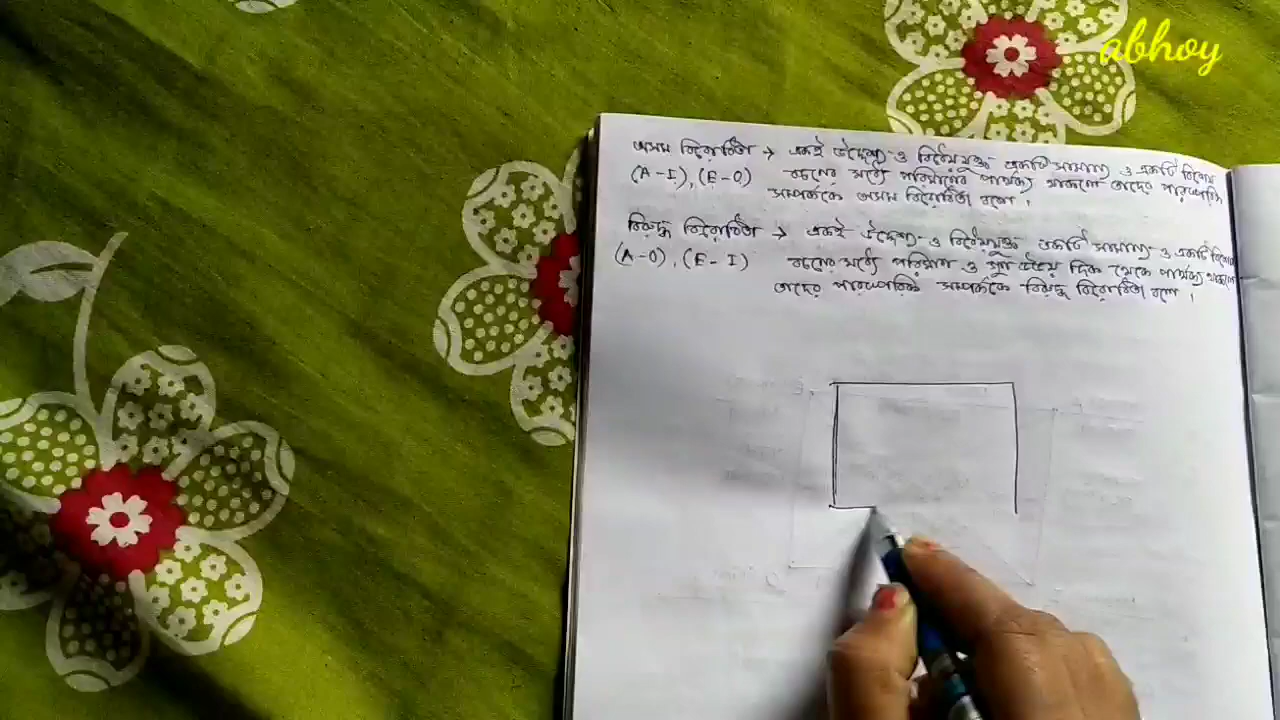 abhoy
অসম বিরোধিতা → একই উদ্দেশ্য ও বিধেয়যুক্ত একটি সামান্য ও একটি বিশেষ
(A-I), (E-O) বচনের মধ্যে পরিমাণের পার্থক্য থাকলে তাদের পারস্পরিক
সম্পর্ককে অসম বিরোধিতা বলে।
বিরুদ্ধ বিরোধিতা → একই উদ্দেশ্য ও বিধেয়যুক্ত একটি সামান্য ও একটি বিশেষ
(A-O), (E-I) বচনের মধ্যে পরিমাণ ও গুণ উভয় দিক থেকে পার্থক্য থাকলে
তাদের পারস্পরিক সম্পর্ককে বিরুদ্ধ বিরোধিতা বলে।